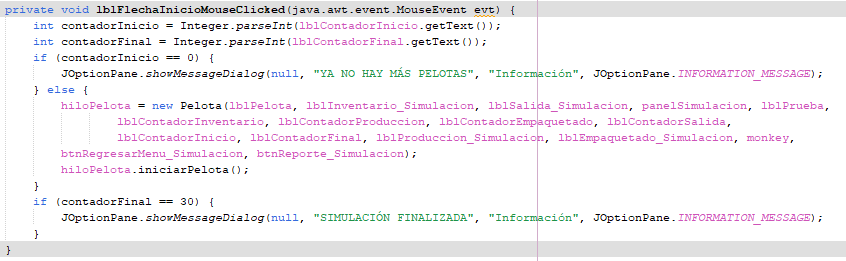 private void lblFlechaInicioMouseClicked(java.awt.event.MouseEvent evt) {
    int contadorInicio = Integer.parseInt(lblContadorInicio.getText());
    int contadorFinal = Integer.parseInt(lblContadorFinal.getText());
    if (contadorInicio == 0) {
        JOptionPane.showMessageDialog(null, "YA NO HAY MÁS PELOTAS", "Información", JOptionPane.INFORMATION_MESSAGE);
    } else {
        hiloPelota = new Pelota(lblPelota, lblInventario_Simulacion, lblSalida_Simulacion, panelSimulacion, lblPrueba,
                lblContadorInventario, lblContadorProduccion, lblContadorEmpaquetado, lblContadorSalida,
                lblContadorInicio, lblContadorFinal, lblProduccion_Simulacion, lblEmpaquetado_Simulacion, monkey,
        btnRegresarMenu_Simulacion, btnReporte_Simulacion);
        hiloPelota.iniciarPelota();
    }
    if (contadorFinal == 30) {
        JOptionPane.showMessageDialog(null, "SIMULACIÓN FINALIZADA", "Información", JOptionPane.INFORMATION_MESSAGE);
    }
}